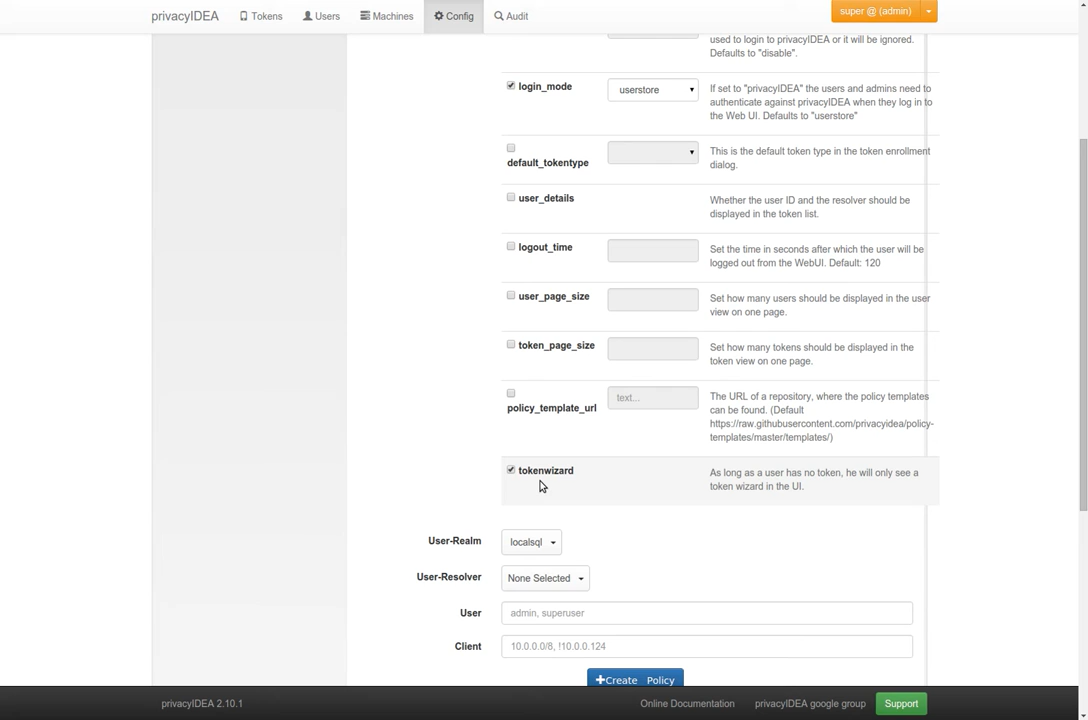 privacyIDEA Tokens Users Machines Config Audit super @ (admin)
used to login to privacyIDEA or it will be ignored.
Defaults to "disable".
login_mode userstore If set to "privacyIDEA" the users and admins need to
authenticate against privacyIDEA when they log in to
the Web UI. Defaults to "userstore"
default_tokentype This is the default token type in the token enrollment
dialog.
user_details Whether the user ID and the resolver should be
displayed in the token list.
logout_time Set the time in seconds after which the user will be
logged out from the WebUI. Default: 120
user_page_size Set how many users should be displayed in the user
view on one page.
token_page_size Set how many tokens should be displayed in the
token view on one page.
policy_template_url text... The URL of a repository, where the policy templates
can be found. (Default
https://raw.githubusercontent.com/privacyidea/policy-
templates/master/templates/)
tokenwizard As long as a user has no token, he will only see a
token wizard in the UI.
User-Realm localsql
User-Resolver None Selected
User admin, superuser
Client 10.0.0.0/8, !10.0.0.124
Create Policy
privacyIDEA 2.10.1 Online Documentation privacyIDEA google group Support